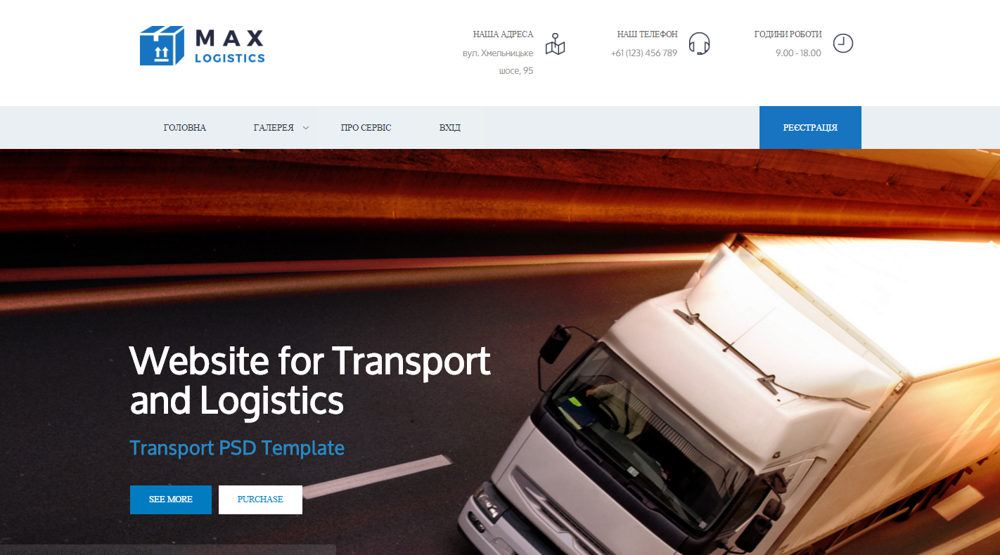 MAX
LOGISTICS
НАША АДРЕСА
вул. Хмельницьке
шосе, 95
НАШ ТЕЛЕФОН
+61 (123) 456 789
ГОДИНИ РОБОТИ
9.00 - 18.00
ГОЛОВНА
ГАЛЕРЕЯ
ПРО СЕРВІС
ВХІД
РЕЄСТРАЦІЯ
Website for Transport
and Logistics
Transport PSD Template
SEE MORE
PURCHASE